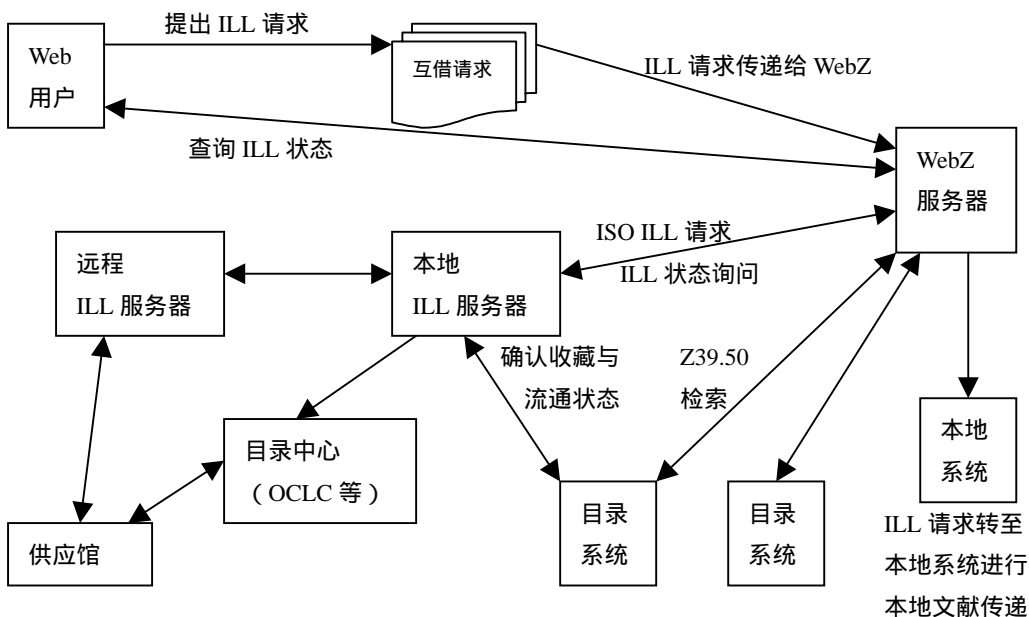 提出 ILL 请求
Web
用户
互借请求
ILL 请求传递给 WebZ
查询 ILL 状态
WebZ
服务器
ISO ILL 请求
ILL 状态询问
远程
ILL 服务器
本地
ILL 服务器
确认收藏与
流通状态
Z39.50
检索
目录中心
（OCLC 等）
供应馆
目录
系统
目录
系统
本地
系统
ILL 请求转至
本地系统进行
本地文献传递